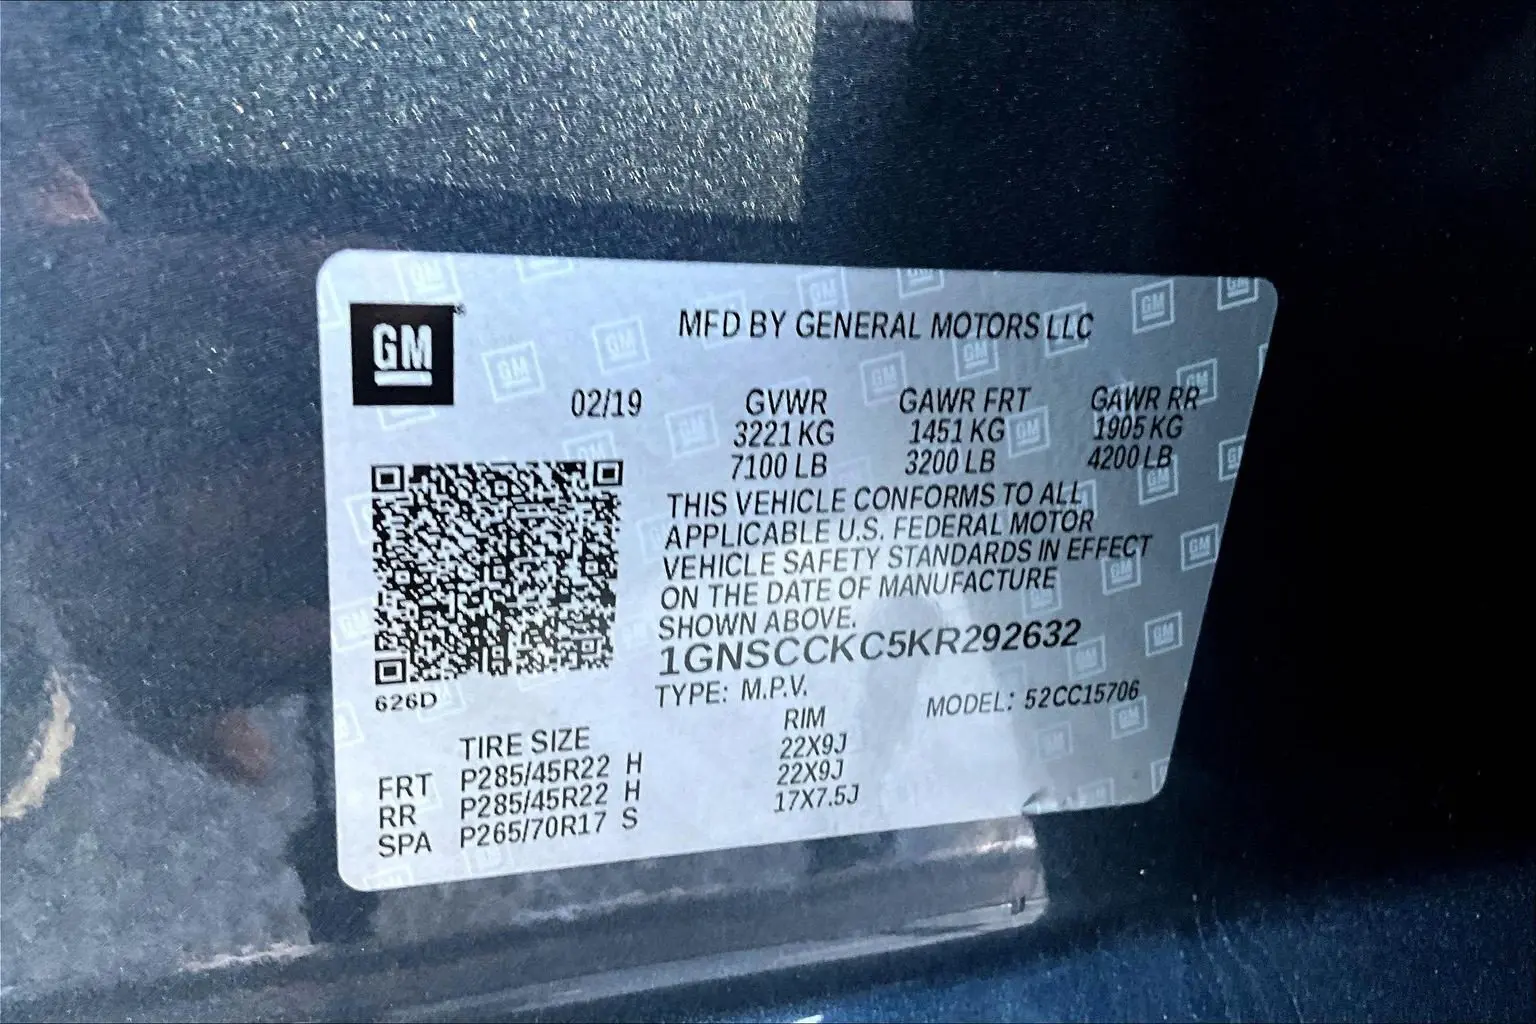 GM
MFD BY GENERAL MOTORS LLC
02/19 GVWR GAWR FRT GAWR RR
3221 KG 1451 KG 1905 KG
7100 LB 3200 LB 4200 LB
THIS VEHICLE CONFORMS TO ALL
APPLICABLE U.S. FEDERAL MOTOR
VEHICLE SAFETY STANDARDS IN EFFECT
ON THE DATE OF MANUFACTURE
SHOWN ABOVE.
1GNSCCKC5KR292632
626D
TYPE: M.P.V. MODEL: 52CC15706
TIRE SIZE RIM
FRT P285/45R22 H 22X9J
RR P285/45R22 H 22X9J
SPA P265/70R17 S 17X7.5J